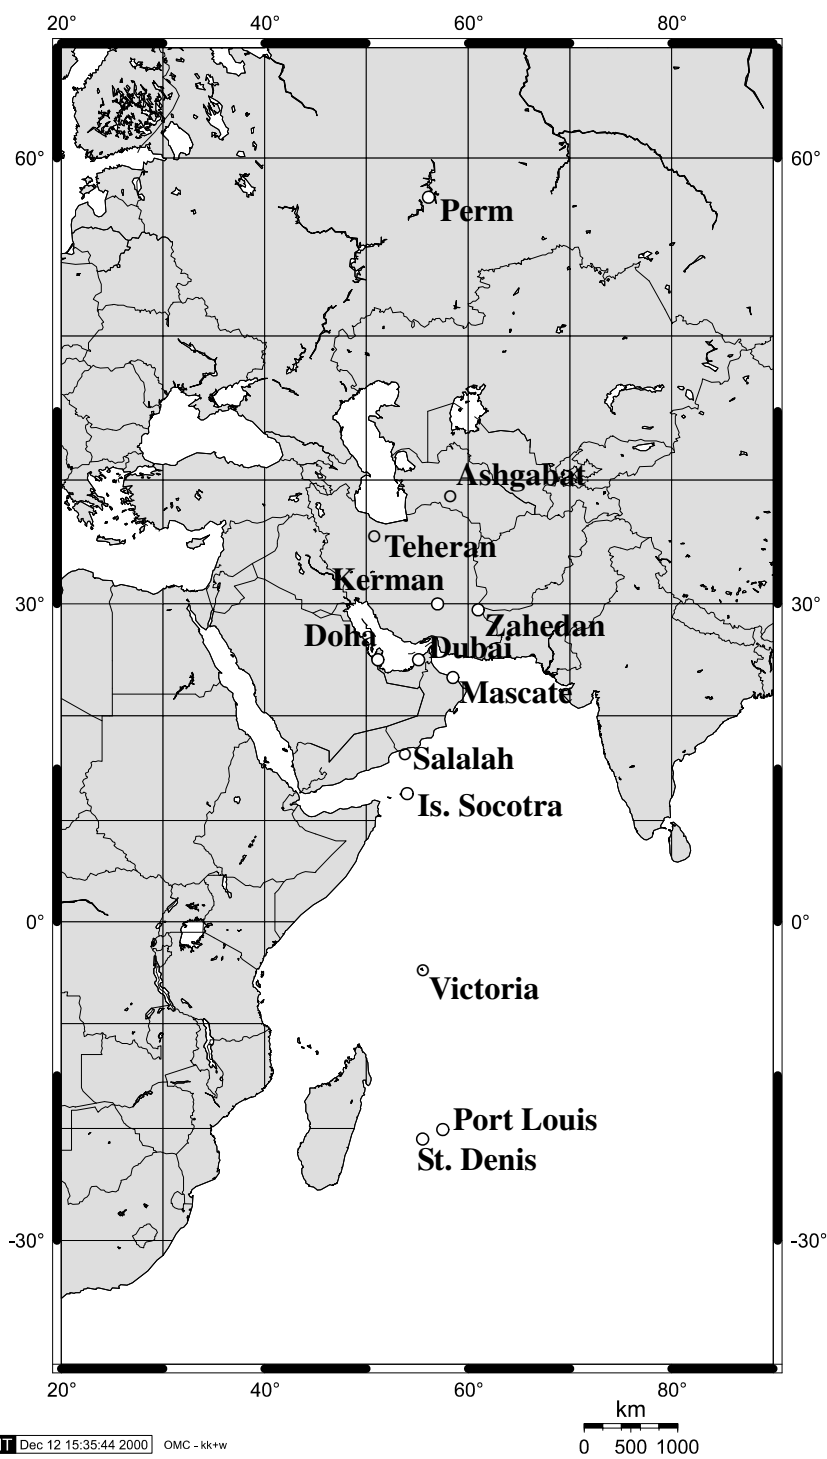 20° 40° 60° 80°
60° 60°
Perm
Ashgabat
Teheran
Kerman
30° 30°
Zahedan
Doha
Dubai
Mascate
Salalah
Is. Socotra
0° 0°
Victoria
Port Louis
St. Denis
-30° -30°
20° 40° 60° 80°
km
Dec 12 15:35:44 2000 OMC - kk+w
0 500 1000